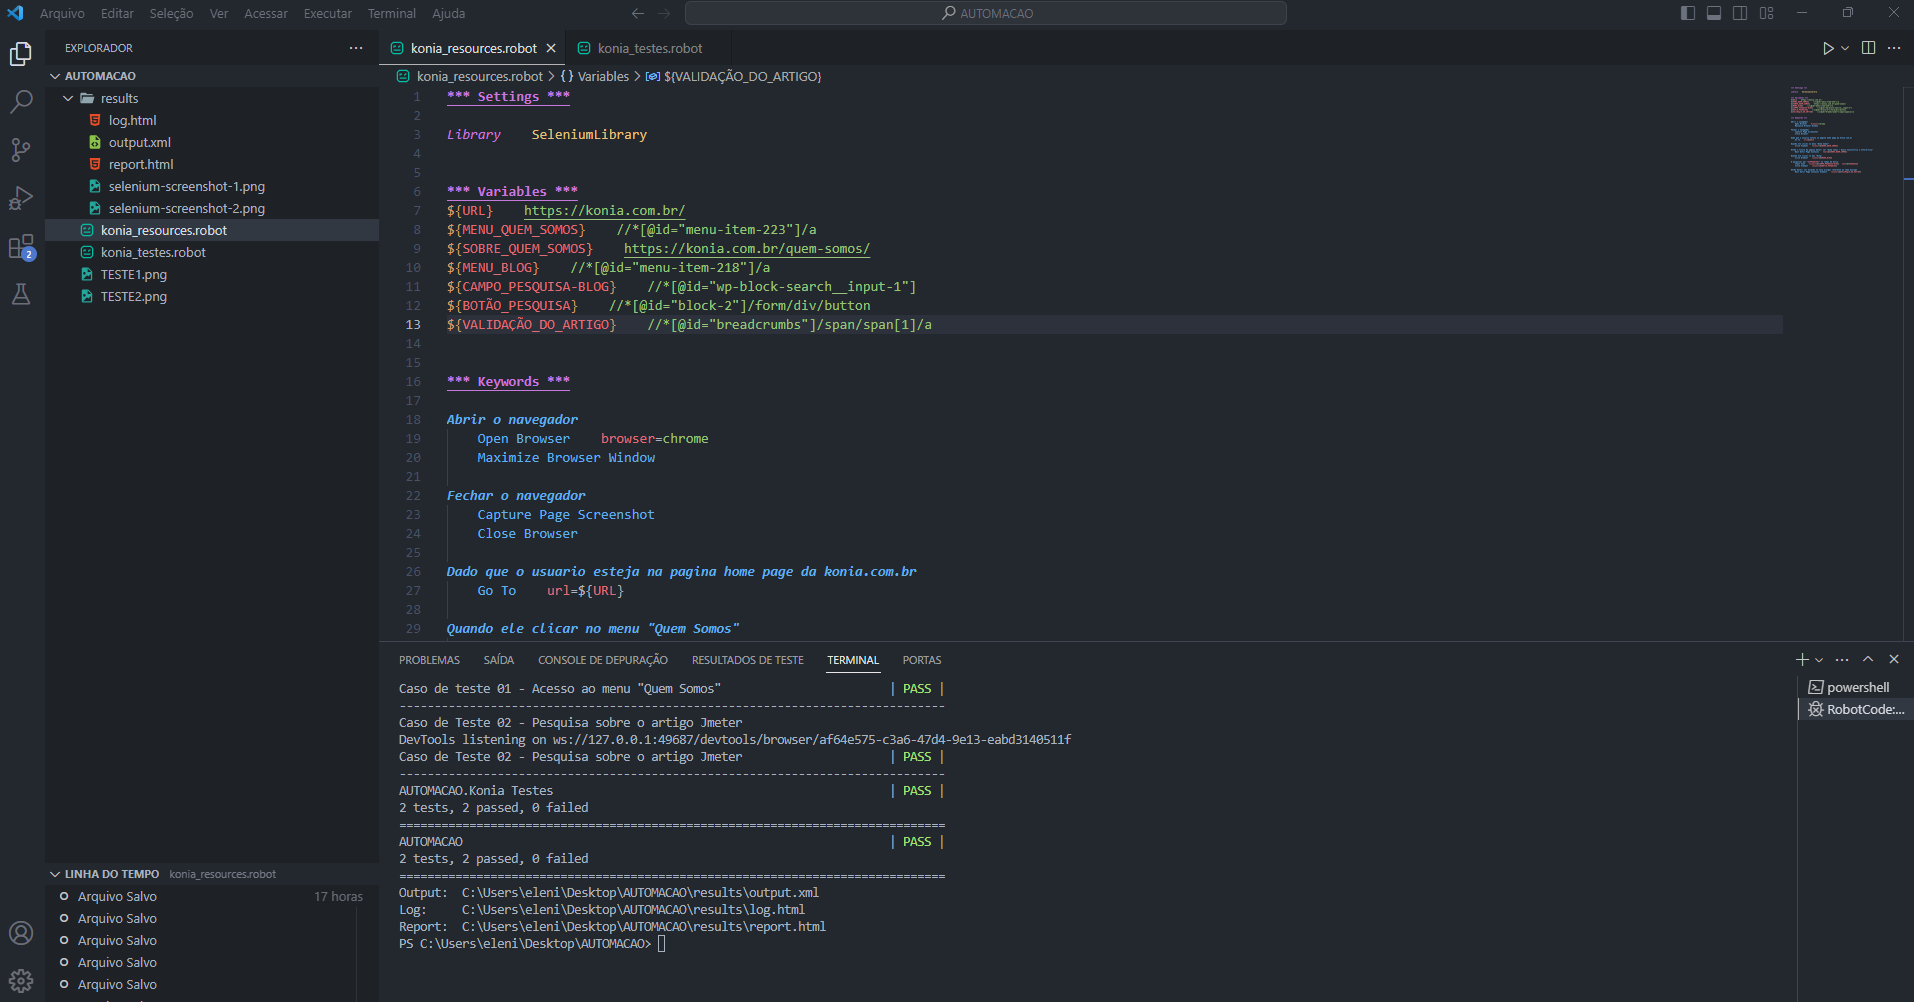 Arquivo Editar Seleção Ver Acessar Executar Terminal Ajuda
AUTOMACAO
EXPLORADOR
AUTOMACAO
results
log.html
output.xml
report.html
selenium-screenshot-1.png
selenium-screenshot-2.png
konia_resources.robot
konia_testes.robot
TESTE1.png
TESTE2.png
2
LINHA DO TEMPO konia_resources.robot
Arquivo Salvo 17 horas
Arquivo Salvo
Arquivo Salvo
Arquivo Salvo
Arquivo Salvo
konia_resources.robot konia_testes.robot
konia_resources.robot > {} Variables > ${VALIDAÇÃO_DO_ARTIGO}
1 *** Settings ***
2
3 Library    SeleniumLibrary
4
5
6 *** Variables ***
7 ${URL}    https://konia.com.br/
8 ${MENU_QUEM_SOMOS}    //*[@id="menu-item-223"]/a
9 ${SOBRE_QUEM_SOMOS}    https://konia.com.br/quem-somos/
10 ${MENU_BLOG}    //*[@id="menu-item-218"]/a
11 ${CAMPO_PESQUISA-BLOG}    //*[@id="wp-block-search__input-1"]
12 ${BOTÃO_PESQUISA}    //*[@id="block-2"]/form/div/button
13 ${VALIDAÇÃO_DO_ARTIGO}    //*[@id="breadcrumbs"]/span/span[1]/a
14
15
16 *** Keywords ***
17
18 Abrir o navegador
19     Open Browser    browser=chrome
20     Maximize Browser Window
21
22 Fechar o navegador
23     Capture Page Screenshot
24     Close Browser
25
26 Dado que o usuario esteja na pagina home page da konia.com.br
27     Go To    url=${URL}
28
29 Quando ele clicar no menu "Quem Somos"
PROBLEMAS SAÍDA CONSOLE DE DEPURAÇÃO RESULTADOS DE TESTE TERMINAL PORTAS
Caso de teste 01 - Acesso ao menu "Quem Somos" | PASS |
------------------------------------------------------------------------------
Caso de Teste 02 - Pesquisa sobre o artigo Jmeter
DevTools listening on ws://127.0.0.1:49687/devtools/browser/af64e575-c3a6-47d4-9e13-eabd3140511f
Caso de Teste 02 - Pesquisa sobre o artigo Jmeter | PASS |
------------------------------------------------------------------------------
AUTOMACAO.Konia Testes | PASS |
2 tests, 2 passed, 0 failed
==============================================================================
AUTOMACAO | PASS |
2 tests, 2 passed, 0 failed
==============================================================================
Output:  C:\Users\eleni\Desktop\AUTOMACAO\results\output.xml
Log:     C:\Users\eleni\Desktop\AUTOMACAO\results\log.html
Report:  C:\Users\eleni\Desktop\AUTOMACAO\results\report.html
PS C:\Users\eleni\Desktop\AUTOMACAO>
powershell
RobotCode:...